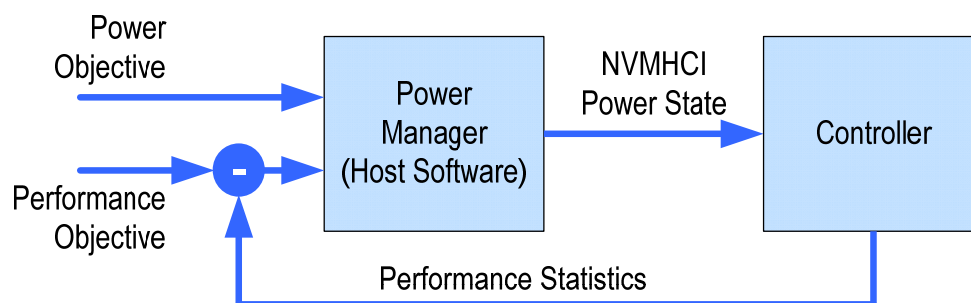 Power
Objective
Performance
Objective
-
Power
Manager
(Host Software)
NVMHCI
Power State
Controller
Performance Statistics